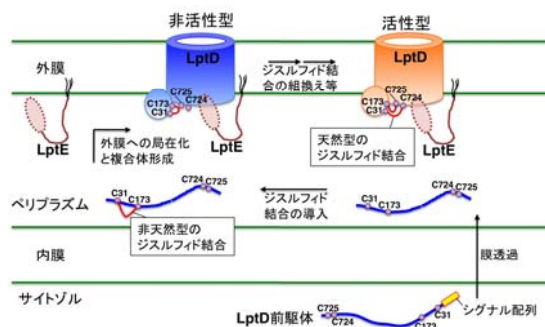 非活性型
活性型
外膜
LptD
C173
C31
C725
C724
LptE
LptE
ジスルフィド結
合の組換え等
LptD
C725
C173
C31
C724
LptE
天然型の
ジスルフィド結合
外膜への局在化
と複合体形成
ペリプラズム
C31
C173
C724
C725
ジスルフィド
結合の導入
C31
C173
C724
C725
非天然型の
ジスルフィド結合
内膜
膜透過
サイトゾル
LptD前駆体
C725
C724
C173
C31
シグナル配列